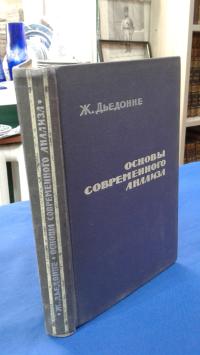 Ж. ДЬЕДОННЕ
ОСНОВЫ
СОВРЕМЕННОГО
АНАЛИЗА
Ж. ДЬЕДОННЕ • ОСНОВЫ СОВРЕМЕННОГО АНАЛИЗА